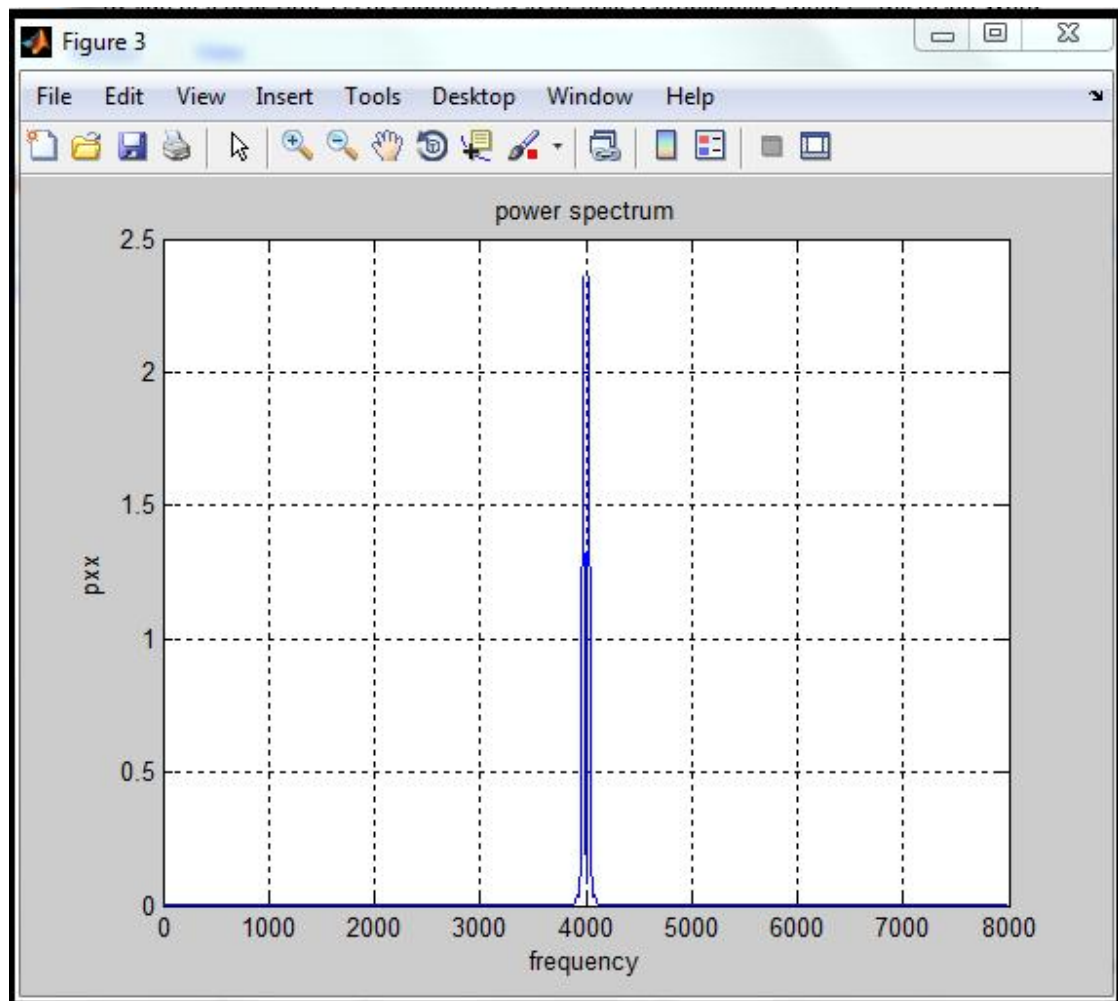 Figure 3
File Edit View Insert Tools Desktop Window Help
power spectrum
2.5
2
1.5
1
0.5
0
pxx
0 1000 2000 3000 4000 5000 6000 7000 8000
frequency